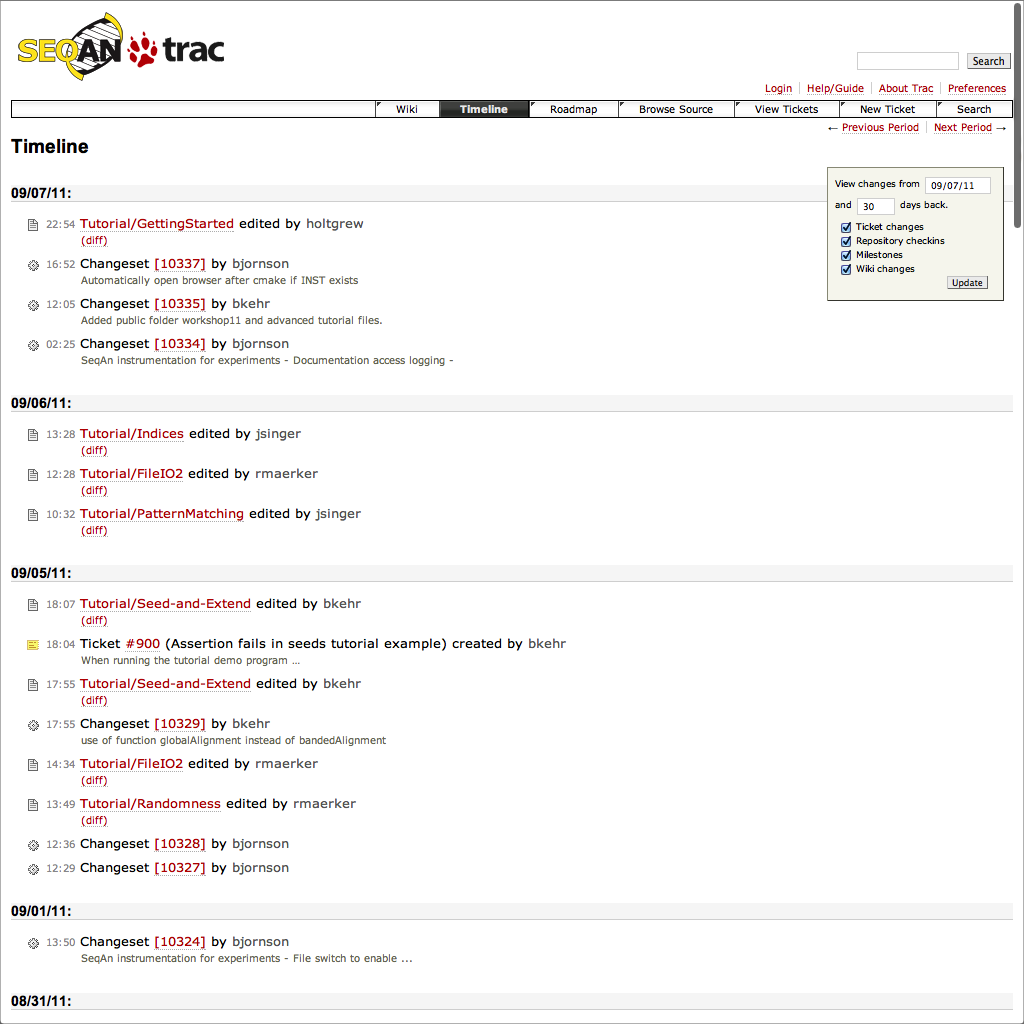 SEQAN trac
Search
Login Help/Guide About Trac Preferences
Wiki Timeline Roadmap Browse Source View Tickets New Ticket Search
← Previous Period Next Period →
Timeline
View changes from 09/07/11
and 30 days back.
Ticket changes
Repository checkins
Milestones
Wiki changes
Update
09/07/11:
22:54 Tutorial/GettingStarted edited by holtgrew
(diff)
16:52 Changeset [10337] by bjornson
Automatically open browser after cmake if INST exists
12:05 Changeset [10335] by bkehr
Added public folder workshop11 and advanced tutorial files.
02:25 Changeset [10334] by bjornson
SeqAn instrumentation for experiments - Documentation access logging -
09/06/11:
13:28 Tutorial/Indices edited by jsinger
(diff)
12:28 Tutorial/FileIO2 edited by rmaerker
(diff)
10:32 Tutorial/PatternMatching edited by jsinger
(diff)
09/05/11:
18:07 Tutorial/Seed-and-Extend edited by bkehr
(diff)
18:04 Ticket #900 (Assertion fails in seeds tutorial example) created by bkehr
When running the tutorial demo program ...
17:55 Tutorial/Seed-and-Extend edited by bkehr
(diff)
17:55 Changeset [10329] by bkehr
use of function globalAlignment instead of bandedAlignment
14:34 Tutorial/FileIO2 edited by rmaerker
(diff)
13:49 Tutorial/Randomness edited by rmaerker
(diff)
12:36 Changeset [10328] by bjornson
12:29 Changeset [10327] by bjornson
09/01/11:
13:50 Changeset [10324] by bjornson
SeqAn instrumentation for experiments - File switch to enable ...
08/31/11: